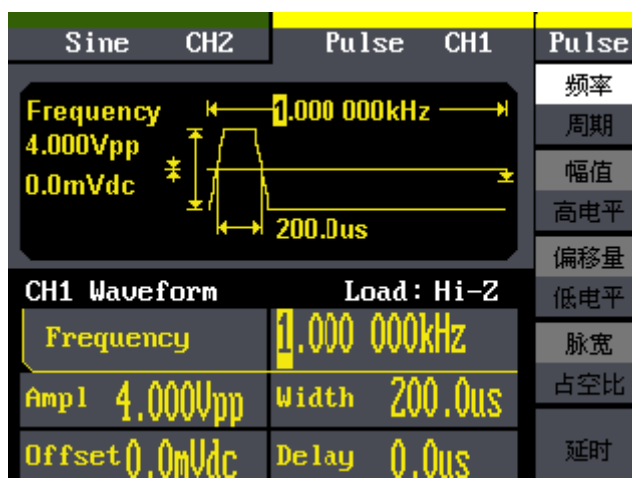 Sine CH2 Pulse CH1 Pulse
Frequency 1.000 000kHz
4.000Vpp
0.0mVdc
200.0us
CH1 Waveform Load: Hi-Z
Frequency 1.000 000kHz
Ampl 4.000Vpp Width 200.0us
Offset 0.0mVdc Delay 0.0us
频率
周期
幅值
高电平
偏移量
低电平
脉宽
占空比
延时